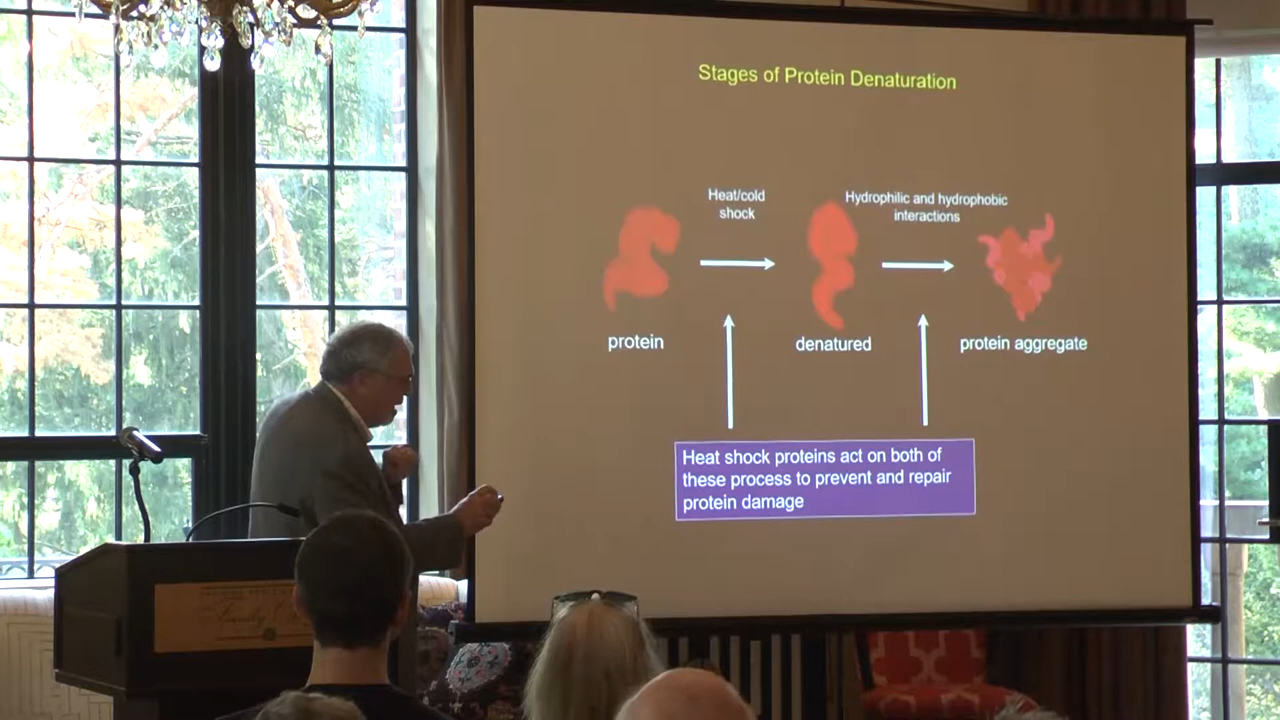 Stages of Protein Denaturation
Heat/cold
shock
Hydrophilic and hydrophobic
interactions
protein
denatured
protein aggregate
Heat shock proteins act on both of
these process to prevent and repair
protein damage